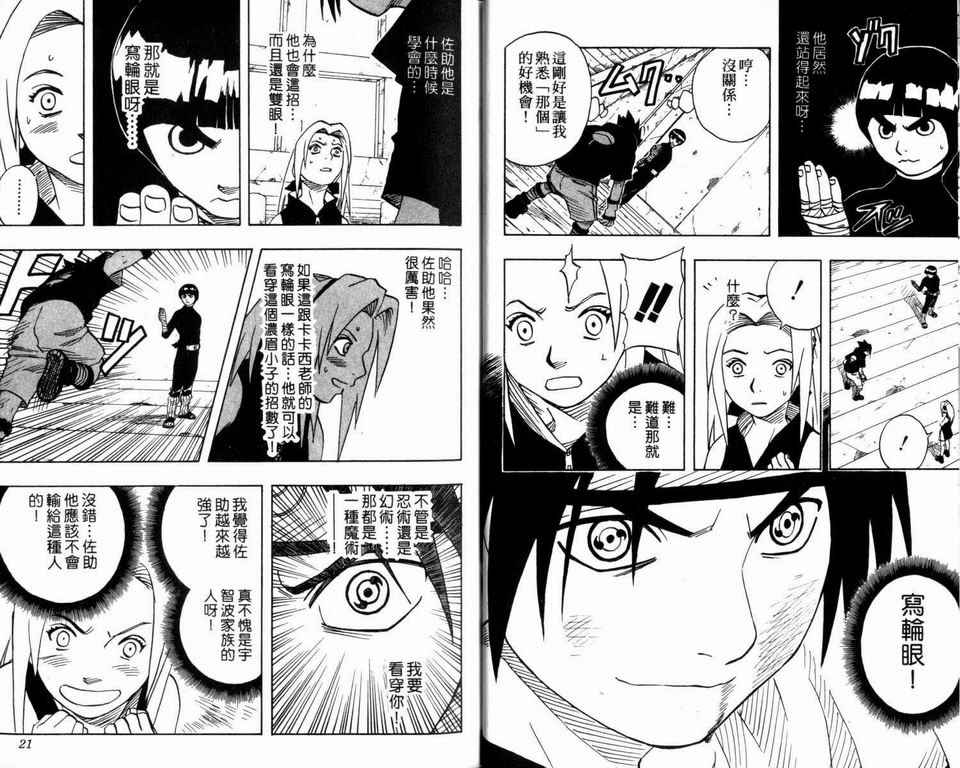 他居然
還站得
起來呀…
ゾク
哼…
沒關係…
這剛好是讓我
熟悉「那個」
的好機會！
ムク
！
！
什麼？
！！
難…
難道那就
是…
寫輪眼！
佐助他是
什麼時候
學會的…
為什麼
他也會這招…
而且還是雙眼！
那就是
寫輪眼呀……
……
哈哈…
佐助他果然
很厲害！
如果這跟卡卡西老師的
寫輪眼一樣的話…他就可以
看穿這個濃眉小子的招數了！
不管是
忍術還是
幻術……
那都是
一種魔術
！
我要
看穿你！
我覺得佐
助越來越
強了！
真不愧是宇
智波家族的
人呀！
沒錯…佐助
他應該不會
輸給這種人
的！
21